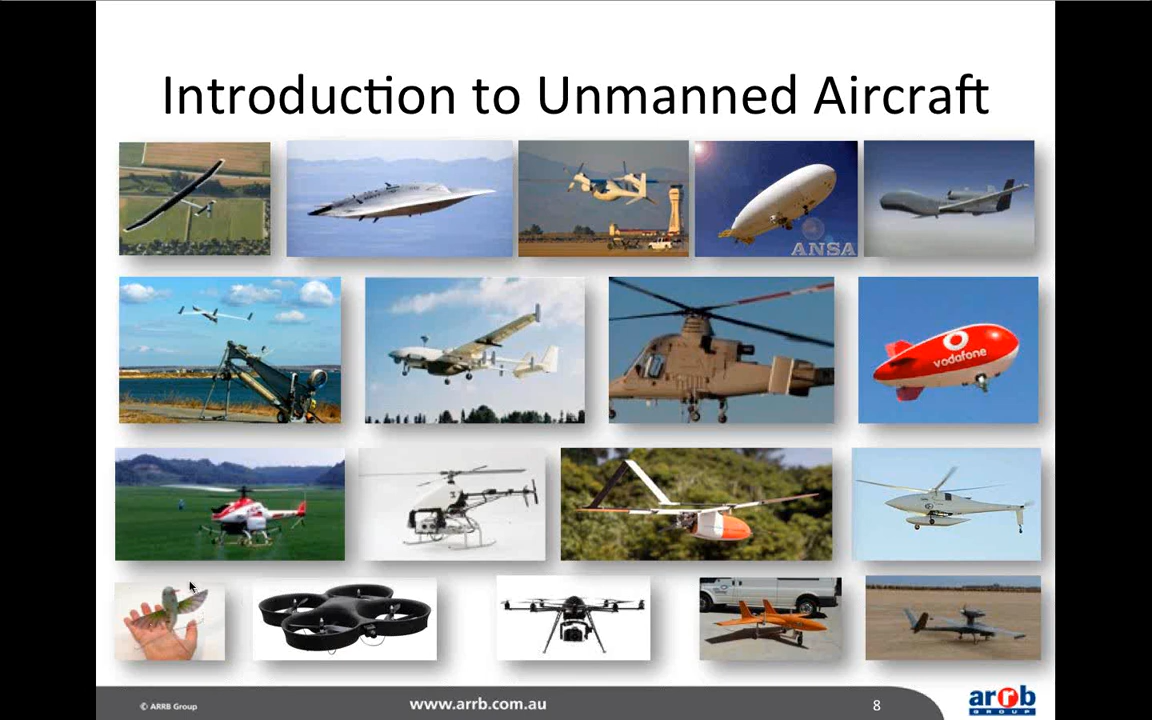 Introduction to Unmanned Aircraft
ANSA
vodafone
© ARRB Group
www.arrb.com.au
8
arrb
GROUP